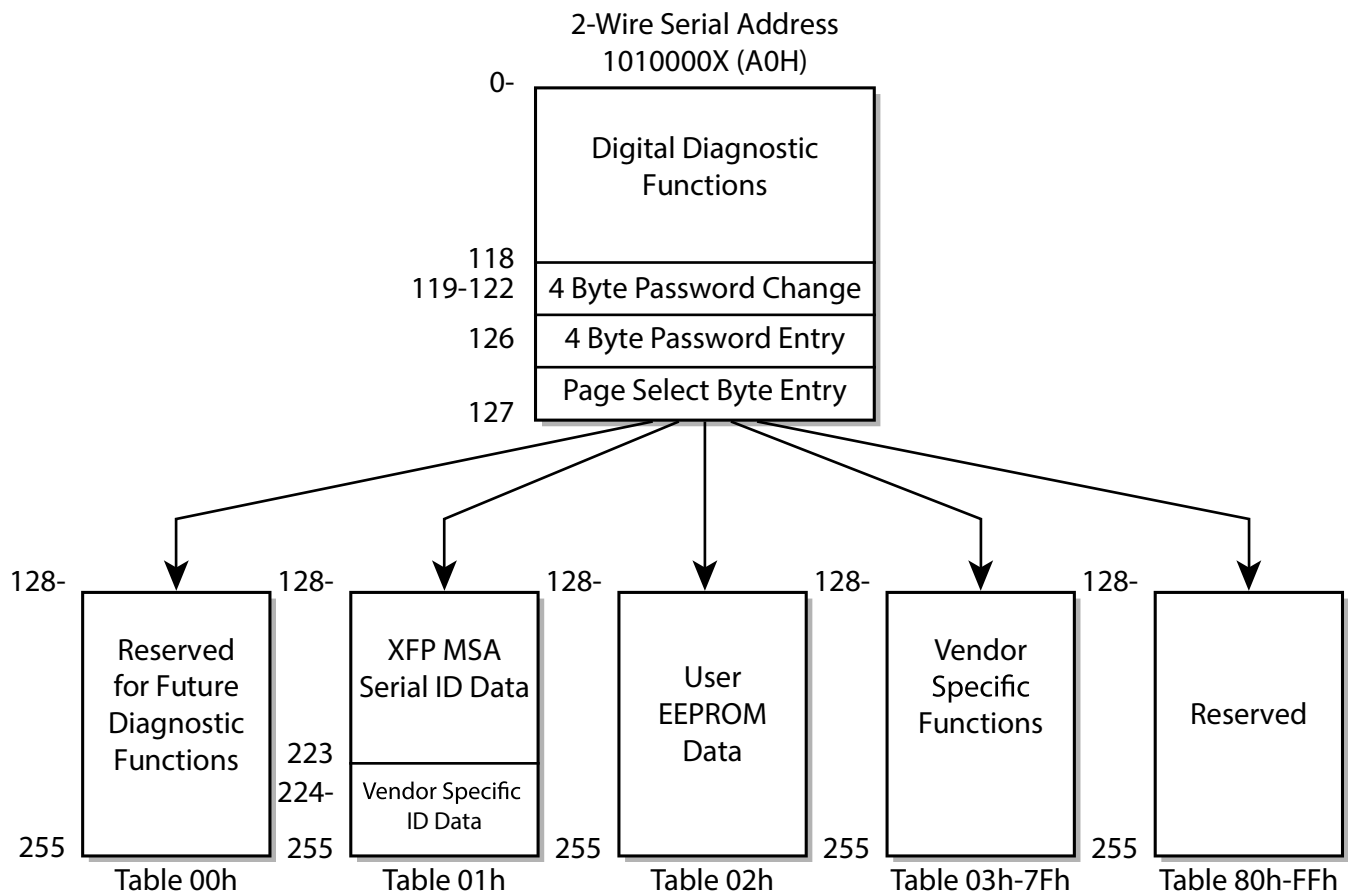 2-Wire Serial Address
1010000X (A0H)
0-
Digital Diagnostic
Functions
118
119-122
4 Byte Password Change
126
4 Byte Password Entry
Page Select Byte Entry
127
128-
Reserved
for Future
Diagnostic
Functions
255
Table 00h
128-
XFP MSA
Serial ID Data
223
224-
Vendor Specific
ID Data
255
Table 01h
128-
User
EEPROM
Data
255
Table 02h
128-
Vendor
Specific
Functions
255
Table 03h-7Fh
128-
Reserved
255
Table 80h-FFh